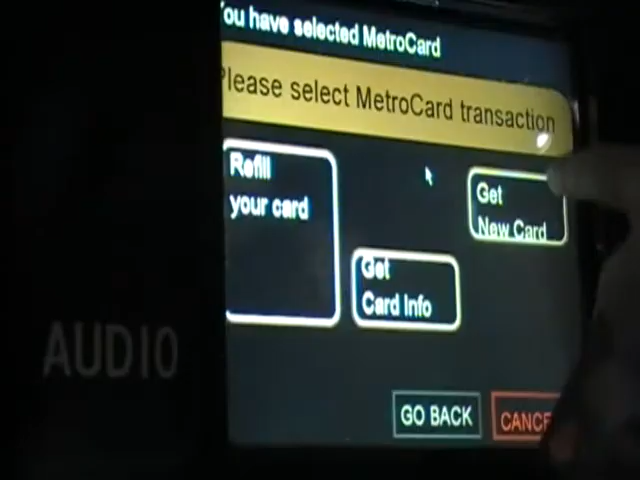 You have selected MetroCard
Please select MetroCard transaction
Refill
your card
Get
New Card
Get
Card Info
AUDIO
GO BACK
CANCE